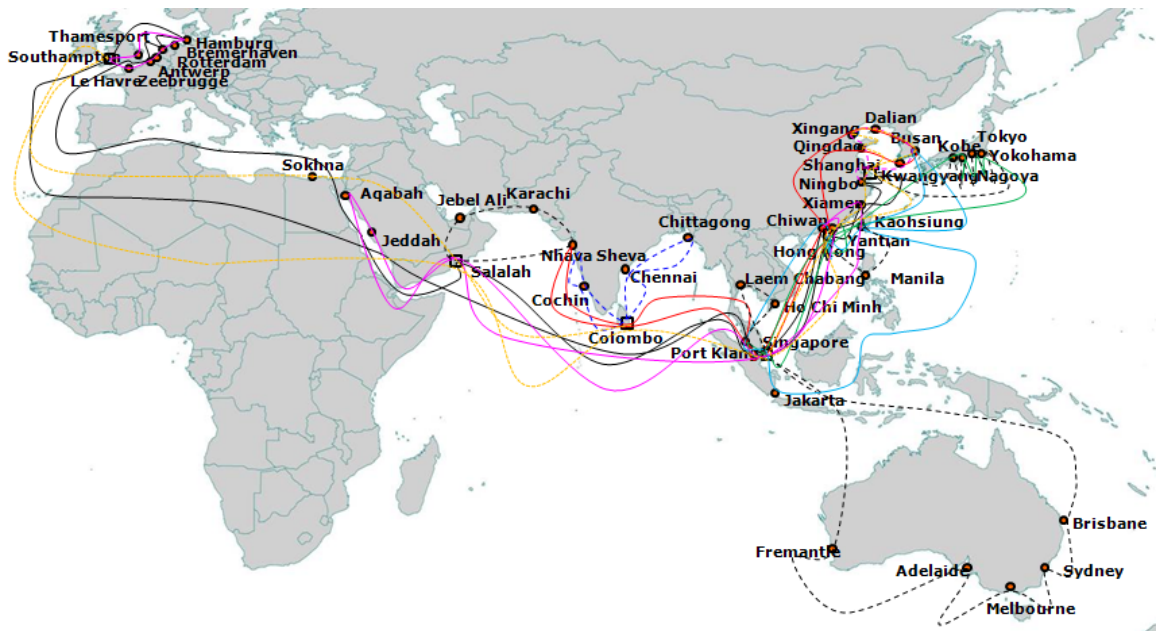 Thamesport
Hamburg
Southampton
Bremerhaven
Rotterdam
Antwerp
Le Havre
Zeebrugge
Sokhna
Aqabah
Jeddah
Jebel Ali
Karachi
Salalah
Nhava Sheva
Cochin
Chittagong
Chennai
Colombo
Xingang
Dalian
Qingdao
Busan
Kobe
Tokyo
Yokohama
Shanghai
Kwangyang
Nagoya
Ningbo
Xiamen
Chiwan
Kaohsiung
Hong Kong
Yantian
Laem Chabang
Manila
Ho Chi Minh
Singapore
Port Klang
Jakarta
Fremantle
Brisbane
Adelaide
Sydney
Melbourne